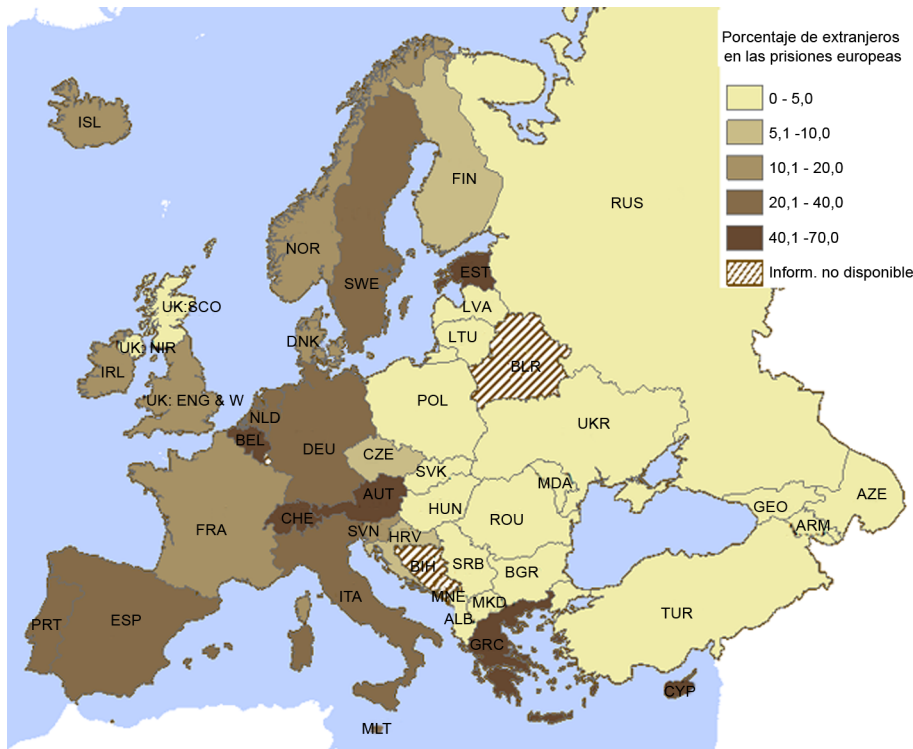 Porcentaje de extranjeros
en las prisiones europeas
0 - 5,0
5,1 -10,0
10,1 - 20,0
20,1 - 40,0
40,1 -70,0
Inform. no disponible
ISL
FIN
RUS
NOR
EST
SWE
UK:SCO
LVA
LTU
DNK
UK: NIR
BLR
IRL
UK: ENG & W
POL
NLD
UKR
BEL
DEU
CZE
SVK
MDA
AUT
AZE
HUN
GEO
CHE
ROU
FRA
ARM
SVN
HRV
BIH
SRB
BGR
MNE
ITA
MKD
TUR
ESP
PRT
ALB
GRC
CYP
MLT